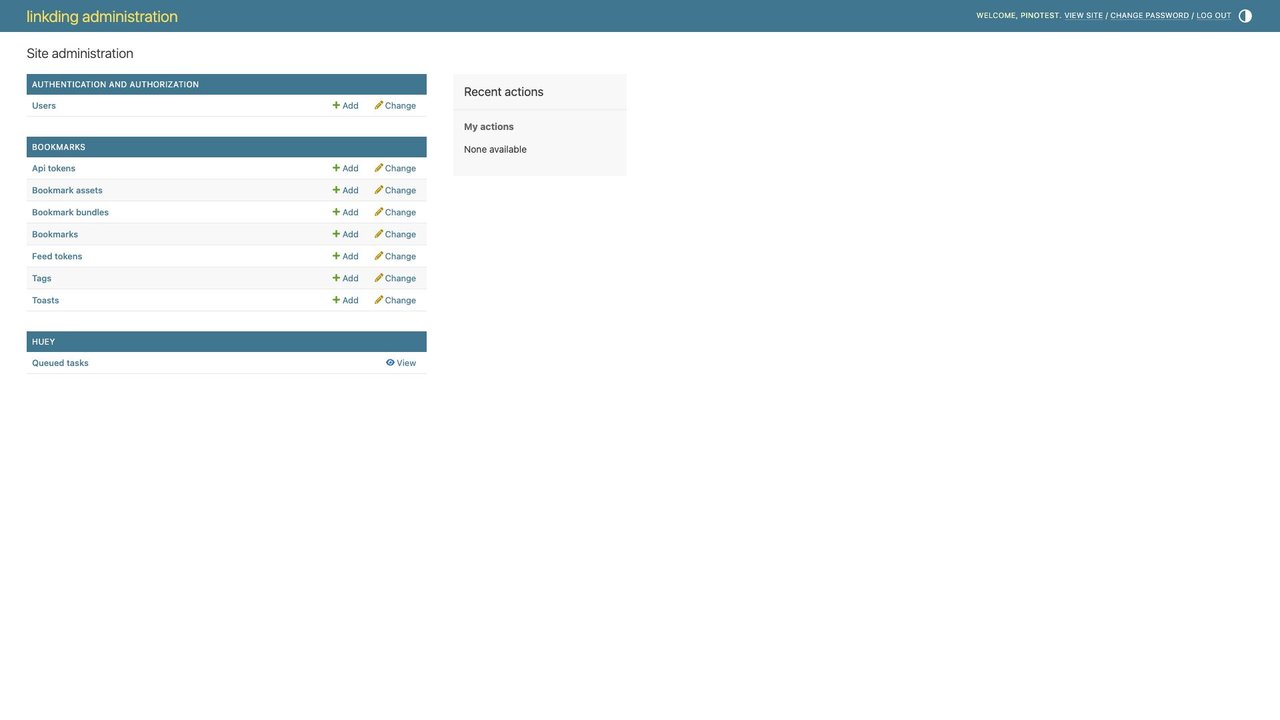 linkding administration
WELCOME, PINOTEST. VIEW SITE / CHANGE PASSWORD / LOG OUT
Site administration
AUTHENTICATION AND AUTHORIZATION
Users Add Change
BOOKMARKS
Api tokens Add Change
Bookmark assets Add Change
Bookmark bundles Add Change
Bookmarks Add Change
Feed tokens Add Change
Tags Add Change
Toasts Add Change
HUEY
Queued tasks View
Recent actions
My actions
None available